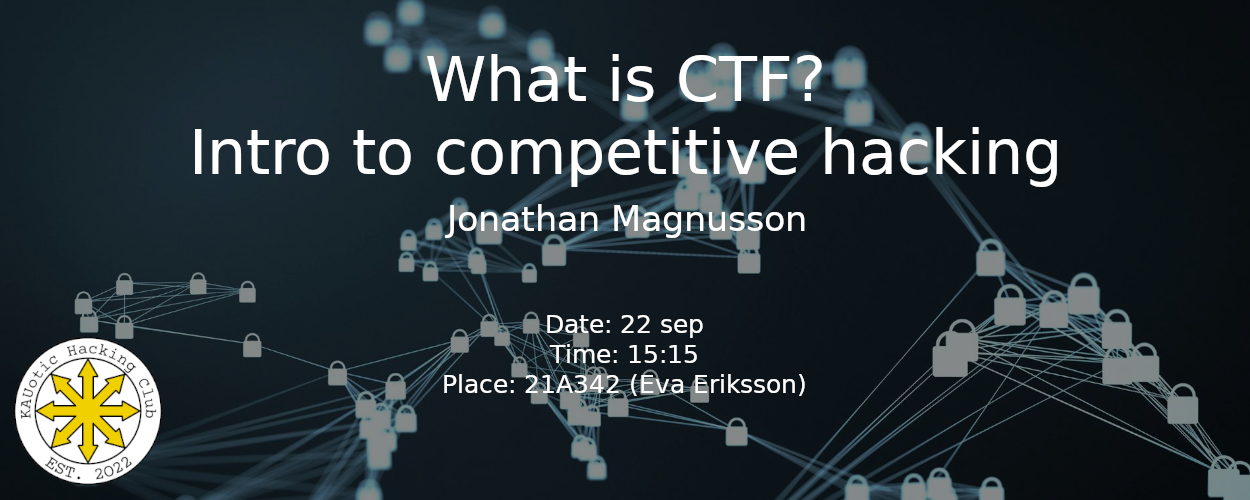 What is CTF?
Intro to competitive hacking
Jonathan Magnusson
Date: 22 sep
Time: 15:15
Place: 21A342 (Eva Eriksson)
KAUotic Hacking Club
EST. 2022